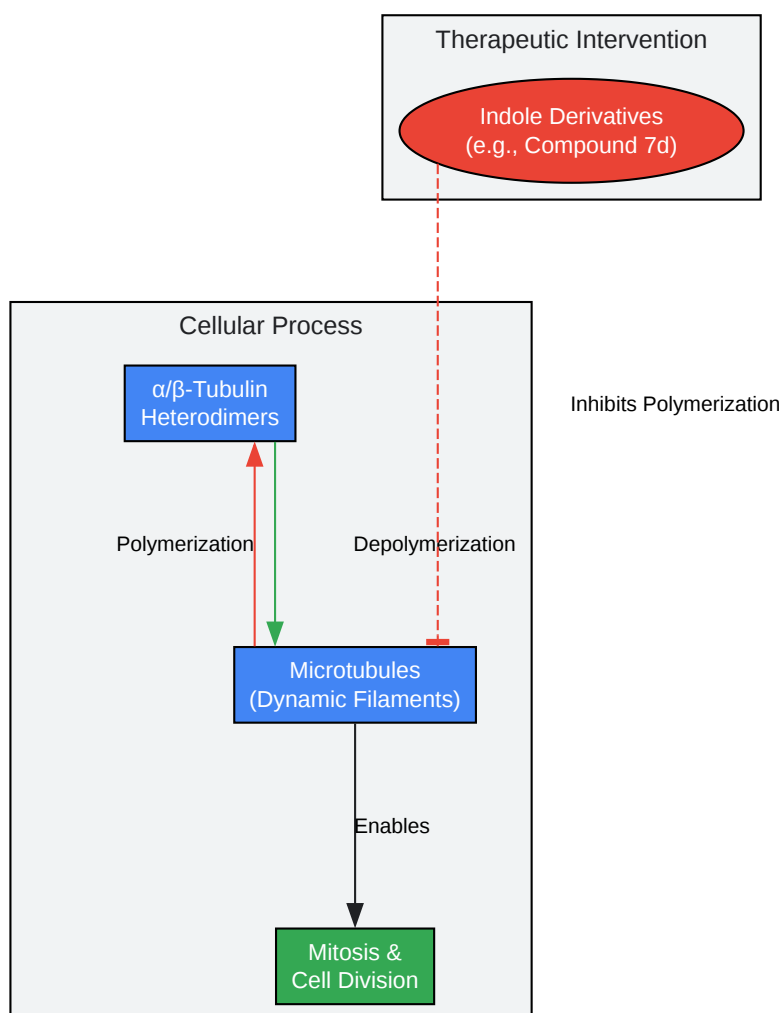 Therapeutic Intervention
Indole Derivatives
(e.g., Compound 7d)
Cellular Process
α/β-Tubulin
Heterodimers
Inhibits Polymerization
Polymerization
Depolymerization
Microtubules
(Dynamic Filaments)
Enables
Mitosis &
Cell Division